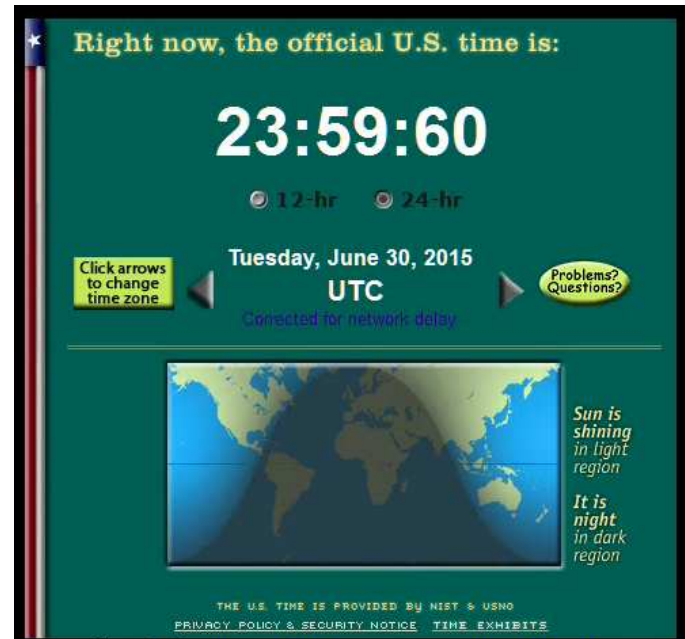 Right now, the official U.S. time is:
23:59:60
12-hr 24-hr
Click arrows
to change
time zone
Tuesday, June 30, 2015
UTC
Corrected for network delay
Problems?
Questions?
Sun is
shining
in light
region
It is
night
in dark
region
THE U.S. TIME IS PROVIDED BY NIST & USNO
PRIVACY POLICY & SECURITY NOTICE TIME EXHIBITS